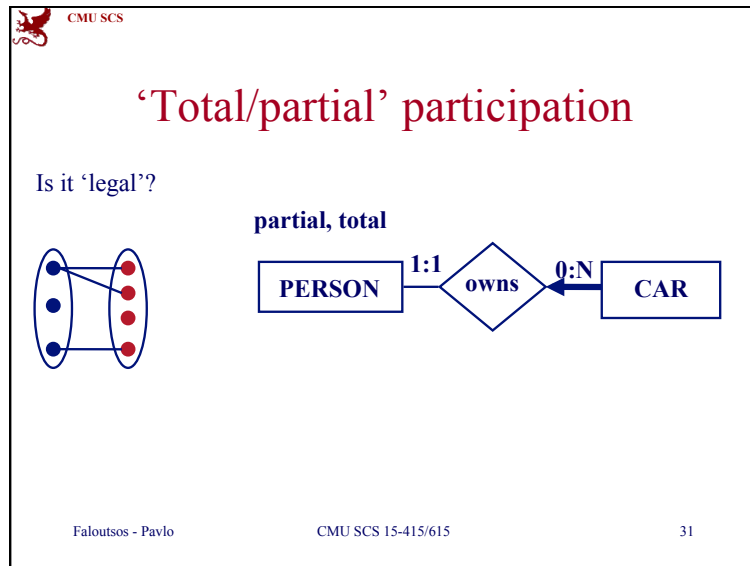 CMU SCS
‘Total/partial’ participation
Is it ‘legal’?
partial, total
PERSON 1:1 owns 0:N CAR
Faloutsos - Pavlo CMU SCS 15-415/615 31